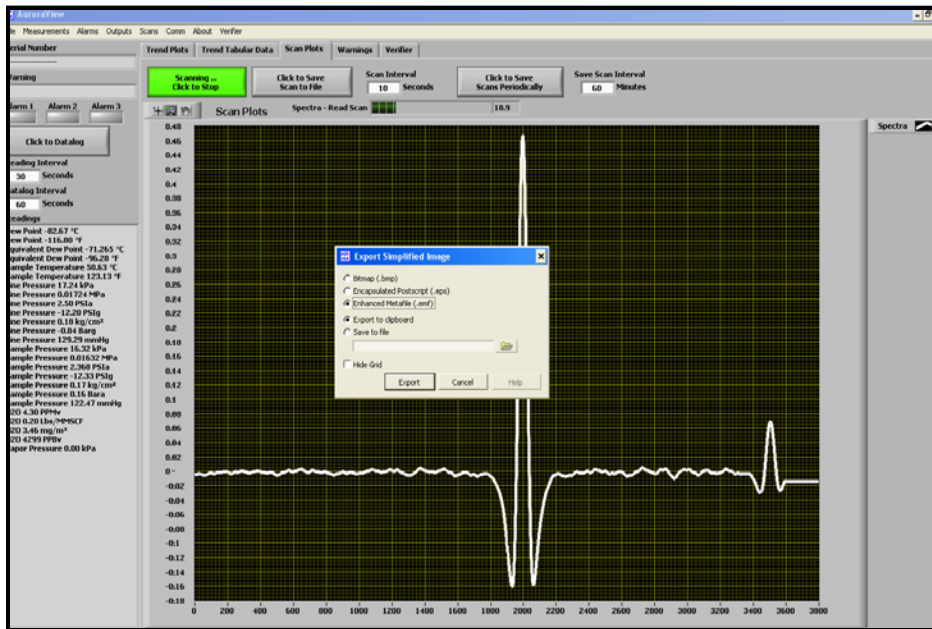 AuroraView
le Measurements Alarms Outputs Scans Comm About Verifier
erial Number
---------------
Warning
larm 1 Alarm 2 Alarm 3
Click to Datalog
eading Interval
30 Seconds
atalog Interval
60 Seconds
eadings
ew Point -82.67 °C
ew Point -116.80 °F
quivalent Dew Point -71.265 °C
quivalent Dew Point -96.28 °F
ample Temperature 50.63 °C
ample Temperature 123.13 °F
ine Pressure 17.24 kPa
ine Pressure 0.01724 MPa
ine Pressure 2.50 PSIa
ine Pressure -12.20 PSIg
ine Pressure 0.18 kg/cm²
ine Pressure -0.84 Barg
ine Pressure 129.29 mmHg
ample Pressure 16.32 kPa
ample Pressure 0.01632 MPa
ample Pressure 2.368 PSIa
ample Pressure -12.33 PSIg
ample Pressure 0.17 kg/cm²
ample Pressure 0.16 Bara
ample Pressure 122.47 mmHg
2O 4.30 PPMv
2O 0.20 Lbs/MMSCF
2O 3.46 mg/m³
2O 4299 PPBv
apor Pressure 0.00 kPa
Trend Plots Trend Tabular Data Scan Plots Warnings Verifier
Scanning ...
Click to Stop
Click to Save
Scan to File
Scan Interval
10 Seconds
Click to Save
Scans Periodically
Save Scan Interval
60 Minutes
Scan Plots
Spectra - Read Scan
18.9
Spectra
0.48
0.46
0.44
0.42
0.4
0.38
0.36
0.34
0.32
0.3
0.28
0.26
0.24
0.22
0.2
0.18
0.16
0.14
0.12
0.1
0.08
0.06
0.04
0.02
0
-0.02
-0.04
-0.06
-0.08
-0.1
-0.12
-0.14
-0.16
-0.18
0 200 400 600 800 1000 1200 1400 1600 1800 2000 2200 2400 2600 2800 3000 3200 3400 3600 3800
Export Simplified Image
Bitmap (.bmp)
Encapsulated Postscript (.eps)
Enhanced Metafile (.emf)
Export to clipboard
Save to file
Hide Grid
Export Cancel Help